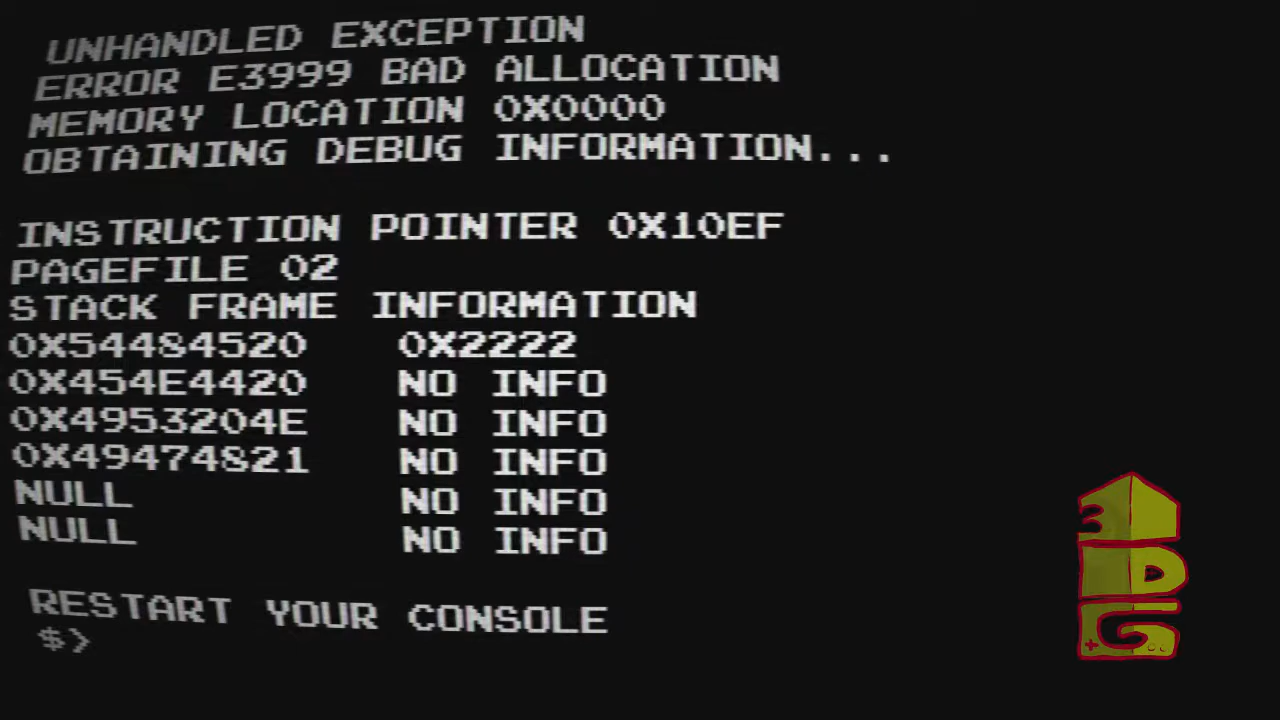 UNHANDLED EXCEPTION
ERROR E3999 BAD ALLOCATION
MEMORY LOCATION 0X0000
OBTAINING DEBUG INFORMATION...
INSTRUCTION POINTER 0X10EF
PAGEFILE 02
STACK FRAME INFORMATION
0X54484520 0X2222
0X454E4420 NO INFO
0X4953204E NO INFO
0X49474821 NO INFO
NULL NO INFO
NULL NO INFO
RESTART YOUR CONSOLE
$>
3
D
G